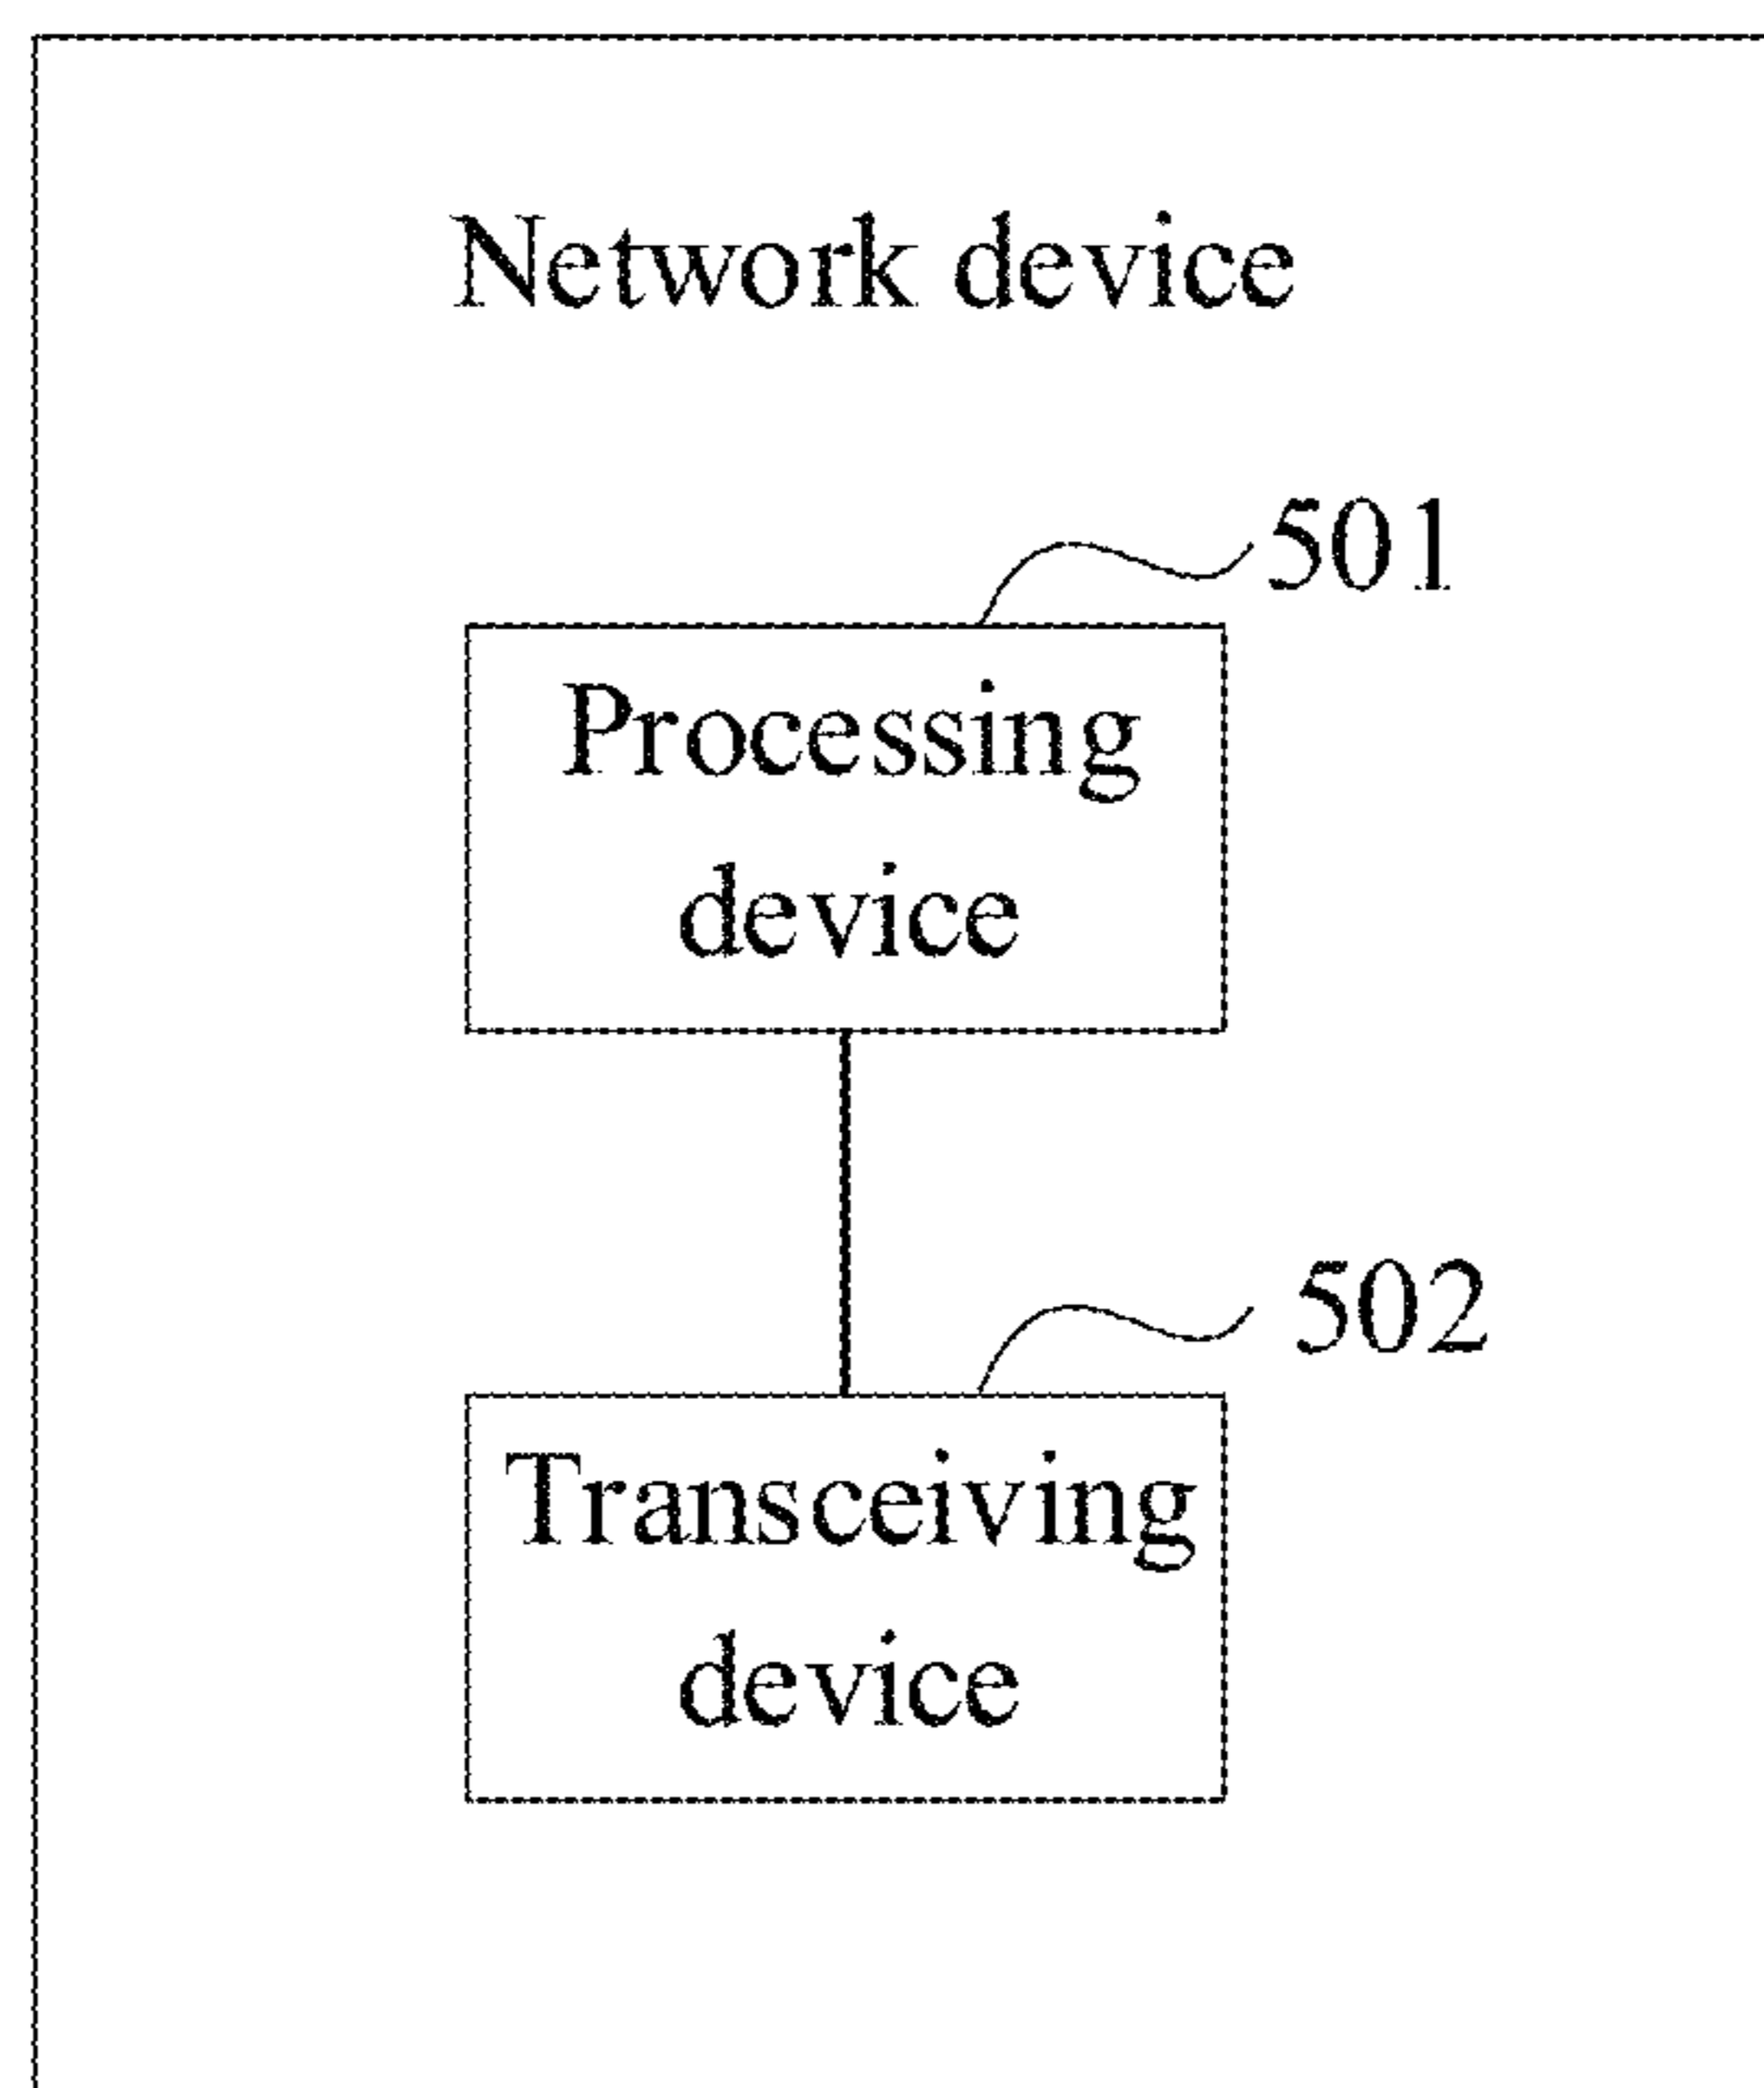 Network device
501
Processing
device
502
Transceiving
device